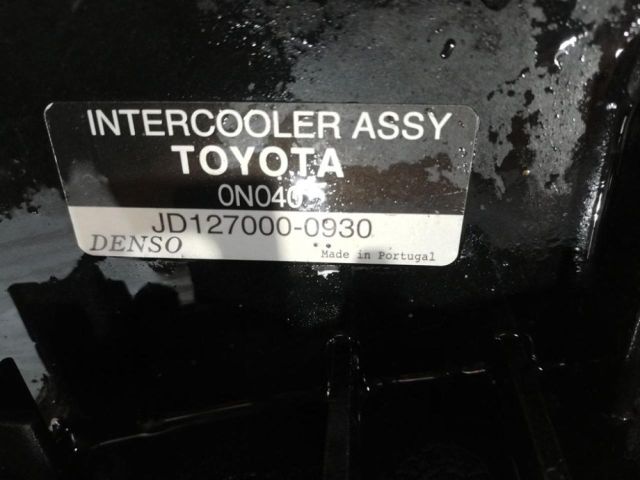 INTERCOOLER ASSY
TOYOTA
0N040
JD127000-0930
DENSO
Made in Portugal